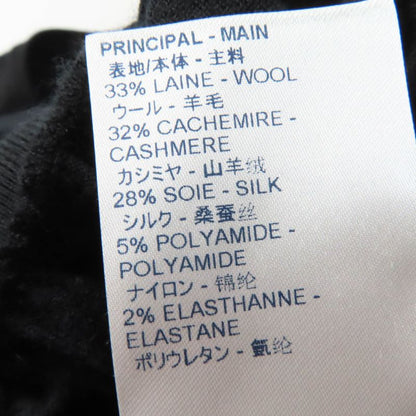 PRINCIPAL - MAIN
表地/本体 - 主料
33% LAINE - WOOL
ウール - 羊毛
32% CACHEMIRE -
CASHMERE
カシミヤ - 山羊绒
28% SOIE - SILK
シルク - 桑蚕丝
5% POLYAMIDE -
POLYAMIDE
ナイロン - 锦纶
2% ELASTHANNE -
ELASTANE
ポリウレタン - 氨纶